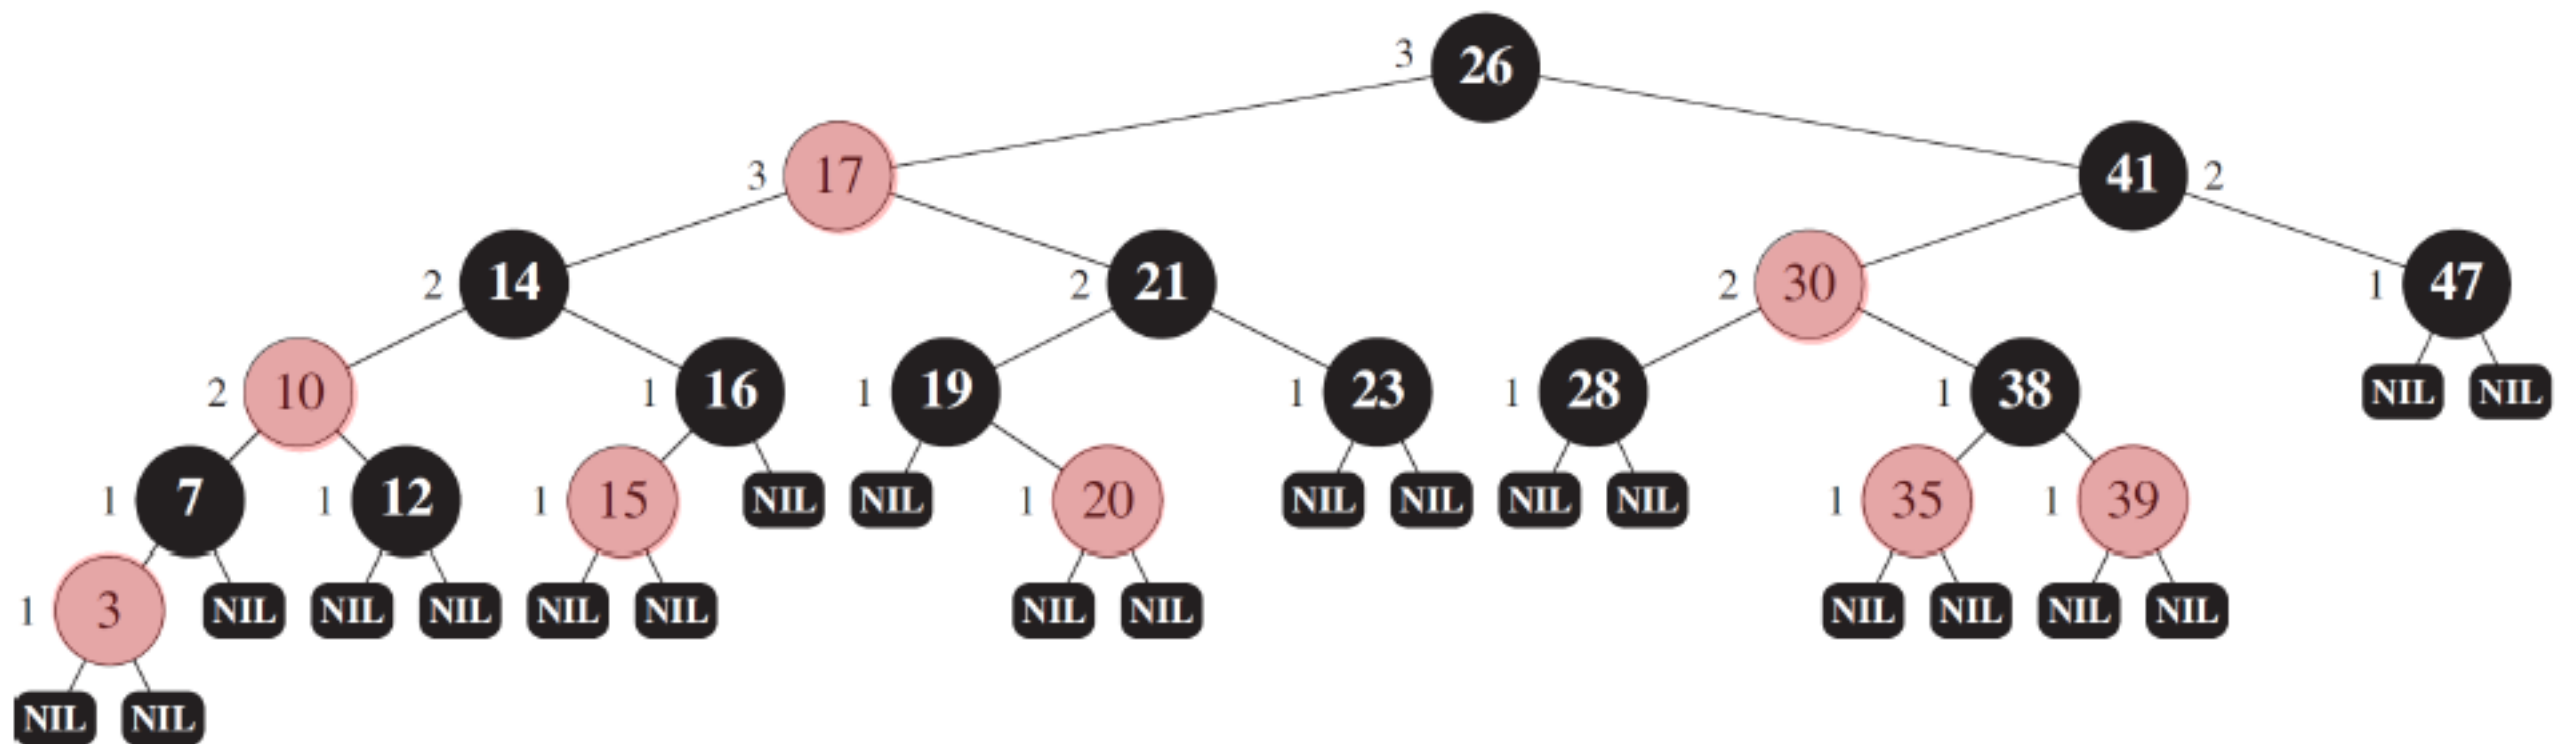 3 26
3 17 41 2
2 14 2 21 2 30 1 47
2 10 1 16 1 19 1 23 1 28 1 38 NIL NIL
1 7 1 12 1 15 NIL NIL 1 20 NIL NIL NIL NIL 1 35 1 39
1 3 NIL NIL NIL NIL NIL NIL NIL NIL NIL NIL NIL
NIL NIL